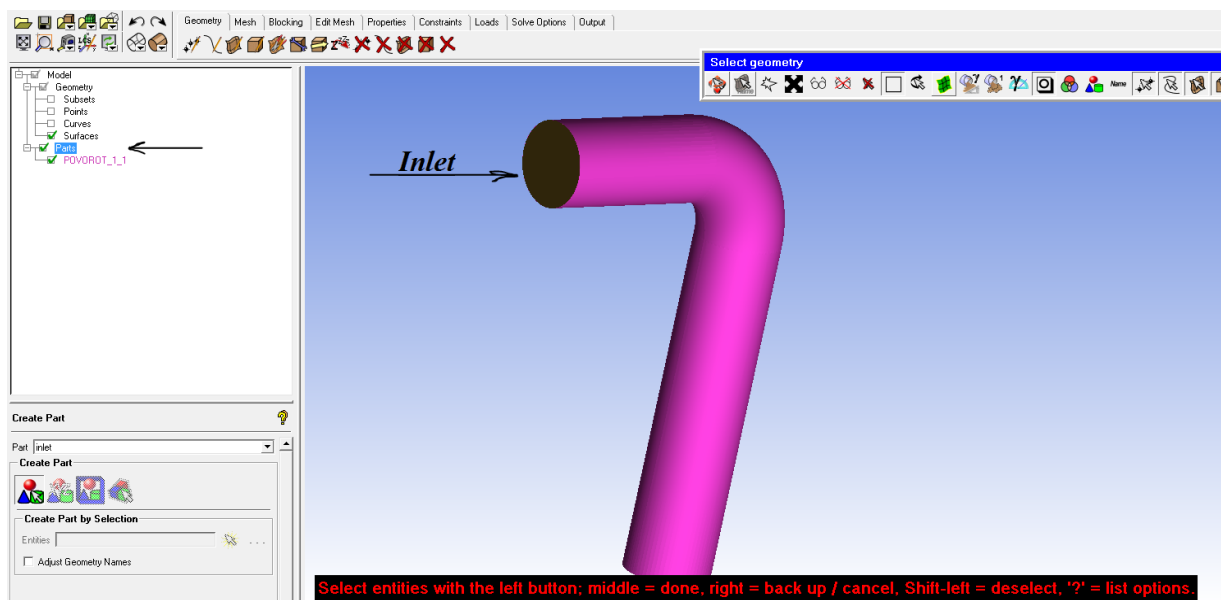 Geometry Mesh Blocking Edit Mesh Properties Constraints Loads Solve Options Output
Select geometry
Name
Model
Geometry
Subsets
Points
Curves
Surfaces
Parts
POVOROT_1_1
Inlet
Create Part
Part inlet
Create Part
Create Part by Selection
Entities
...
Adjust Geometry Names
Select entities with the left button; middle = done, right = back up / cancel, Shift-left = deselect, '?' = list options.